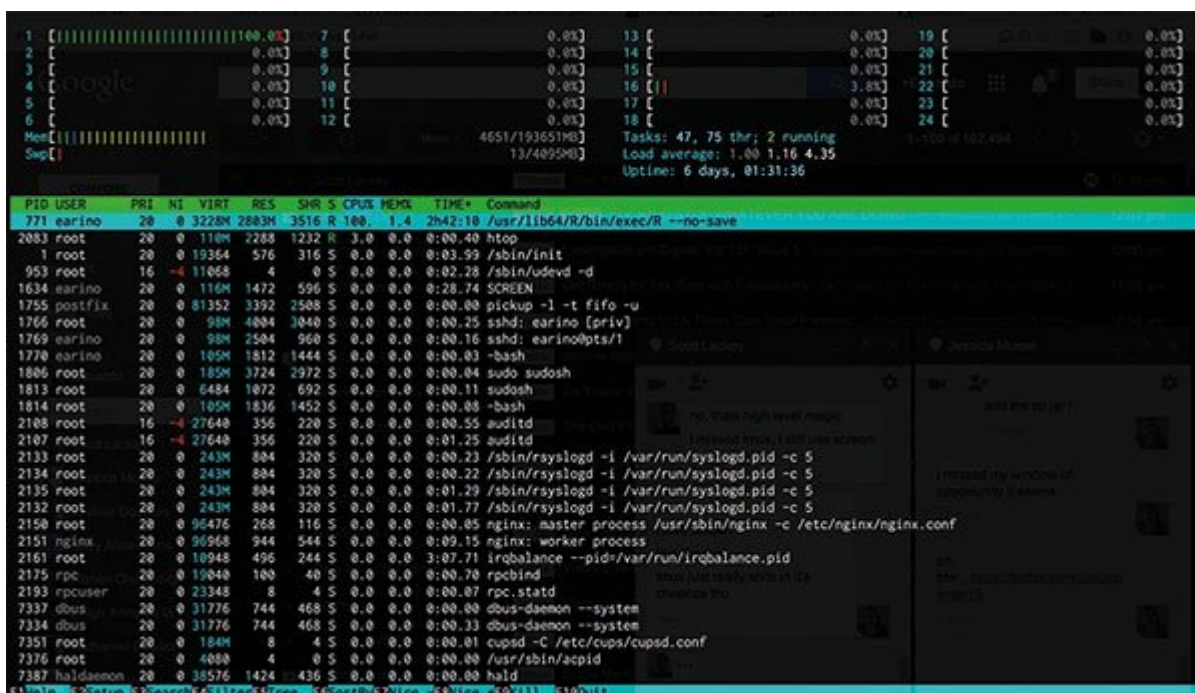 1 [||||||||||||||||||||||||100.0%] 7 [ 0.0%] 13 [ 0.0%] 19 [ 0.0%]
2 [ 0.0%] 8 [ 0.0%] 14 [ 0.0%] 20 [ 0.0%]
3 [ 0.0%] 9 [ 0.0%] 15 [ 0.0%] 21 [ 0.0%]
4 [ 0.0%] 10 [ 0.0%] 16 [|| 3.8%] 22 [ 0.0%]
5 [ 0.0%] 11 [ 0.0%] 17 [ 0.0%] 23 [ 0.0%]
6 [ 0.0%] 12 [ 0.0%] 18 [ 0.0%] 24 [ 0.0%]
Mem[|||||||||||||||||||| 4651/193651MB] Tasks: 47, 75 thr; 2 running
Swp[| 13/4095MB] Load average: 1.00 1.16 4.35
Uptime: 6 days, 01:31:36
PID USER PRI NI VIRT RES SHR S CPU% MEM% TIME+ Command
771 earino 20 0 3228M 2803M 3516 R 100. 1.4 2h42:10 /usr/lib64/R/bin/exec/R --no-save
2083 root 20 0 110M 2288 1232 R 3.0 0.0 0:00.40 htop
1 root 20 0 19364 576 316 S 0.0 0.0 0:03.99 /sbin/init
953 root 16 -4 11068 4 0 S 0.0 0.0 0:02.28 /sbin/udevd -d
1634 earino 20 0 116M 1472 596 S 0.0 0.0 0:28.74 SCREEN
1755 postfix 20 0 81352 3392 2508 S 0.0 0.0 0:00.00 pickup -l -t fifo -u
1766 root 20 0 98M 4004 3040 S 0.0 0.0 0:00.25 sshd: earino [priv]
1769 earino 20 0 98M 2504 960 S 0.0 0.0 0:00.16 sshd: earino@pts/1
1770 earino 20 0 105M 1812 1444 S 0.0 0.0 0:00.03 -bash
1806 root 20 0 185M 3724 2972 S 0.0 0.0 0:00.04 sudo sudosh
1813 root 20 0 6484 1072 692 S 0.0 0.0 0:00.11 sudosh
1814 root 20 0 105M 1836 1452 S 0.0 0.0 0:00.08 -bash
2108 root 16 -4 27640 356 220 S 0.0 0.0 0:00.55 auditd
2107 root 16 -4 27640 356 220 S 0.0 0.0 0:01.25 auditd
2133 root 20 0 243M 804 320 S 0.0 0.0 0:00.23 /sbin/rsyslogd -i /var/run/syslogd.pid -c 5
2134 root 20 0 243M 804 320 S 0.0 0.0 0:00.22 /sbin/rsyslogd -i /var/run/syslogd.pid -c 5
2135 root 20 0 243M 804 320 S 0.0 0.0 0:01.29 /sbin/rsyslogd -i /var/run/syslogd.pid -c 5
2132 root 20 0 243M 804 320 S 0.0 0.0 0:01.77 /sbin/rsyslogd -i /var/run/syslogd.pid -c 5
2150 root 20 0 96476 268 116 S 0.0 0.0 0:00.05 nginx: master process /usr/sbin/nginx -c /etc/nginx/nginx.conf
2151 nginx 20 0 96968 944 544 S 0.0 0.0 0:09.15 nginx: worker process
2161 root 20 0 10948 496 244 S 0.0 0.0 3:07.71 irqbalance --pid=/var/run/irqbalance.pid
2175 rpc 20 0 19040 100 40 S 0.0 0.0 0:00.70 rpcbind
2193 rpcuser 20 0 23348 8 4 S 0.0 0.0 0:00.07 rpc.statd
7337 dbus 20 0 31776 744 468 S 0.0 0.0 0:00.00 dbus-daemon --system
7334 dbus 20 0 31776 744 468 S 0.0 0.0 0:00.33 dbus-daemon --system
7351 root 20 0 184M 8 4 S 0.0 0.0 0:00.01 cupsd -C /etc/cups/cupsd.conf
7376 root 20 0 4080 4 0 S 0.0 0.0 0:00.00 /usr/sbin/acpid
7387 haldaemon 20 0 38576 1424 436 S 0.0 0.0 0:00.00 hald
F1Help F2Setup F3Search F4Filter F5Tree F6SortBy F7Nice - F8Nice + F9Kill F10Quit
Google
Share
Scott Lackey
no, thats high level magic
I missed tmux, I still use screen
I missed my window of